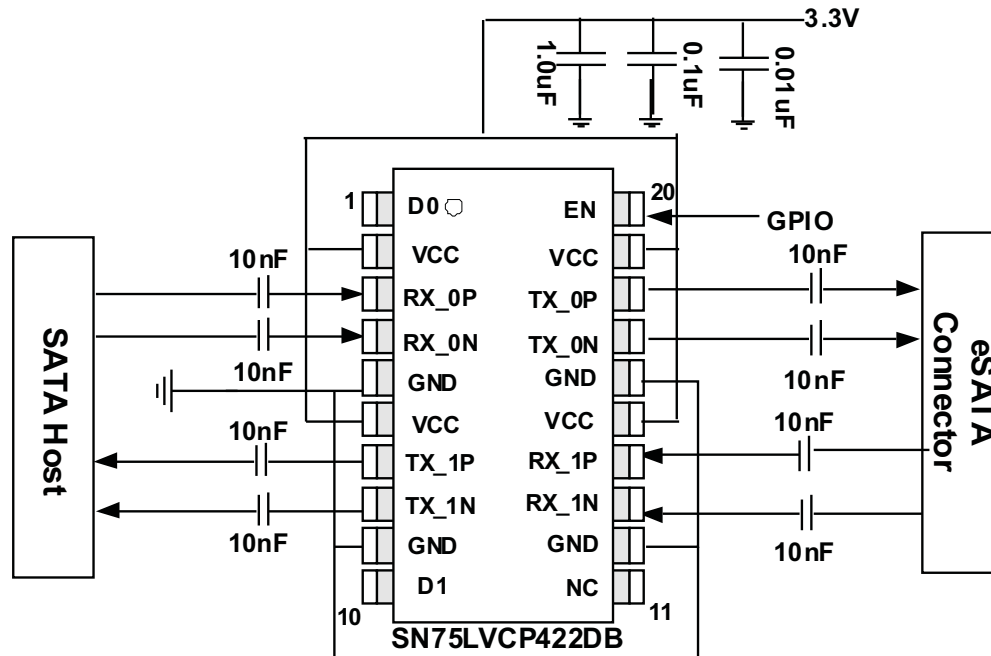 3.3V
1.0uF
0.1uF
0.01uF
1
20
D0
EN
GPIO
VCC
VCC
10nF
10nF
RX_0P
TX_0P
RX_0N
TX_0N
10nF
10nF
GND
GND
SATA Host
eSATA
Connector
VCC
VCC
10nF
10nF
TX_1P
RX_1P
TX_1N
RX_1N
10nF
10nF
GND
GND
D1
NC
10
11
SN75LVCP422DB